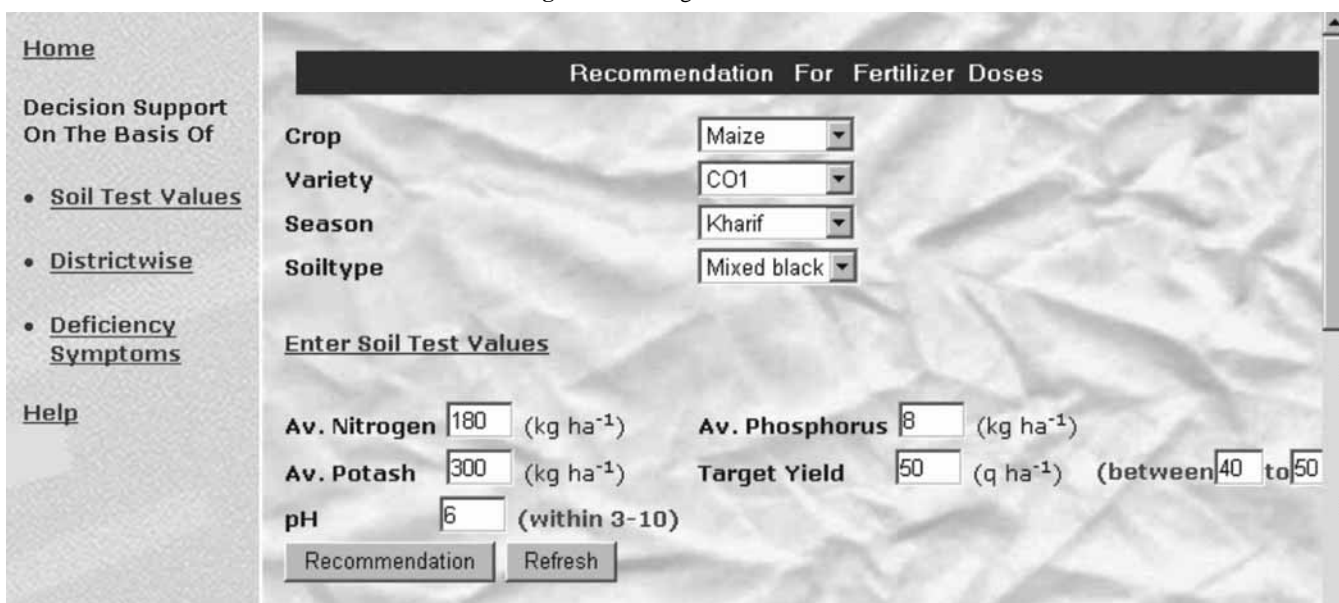 Home
Decision Support
On The Basis Of
• Soil Test Values
• Districtwise
• Deficiency
Symptoms
Help
Recommendation For Fertilizer Doses
Crop Maize
Variety CO1
Season Kharif
Soiltype Mixed black
Enter Soil Test Values
Av. Nitrogen 180 (kg ha⁻¹) Av. Phosphorus 8 (kg ha⁻¹)
Av. Potash 300 (kg ha⁻¹) Target Yield 50 (q ha⁻¹) (between 40 to 50
pH 6 (within 3-10)
Recommendation Refresh